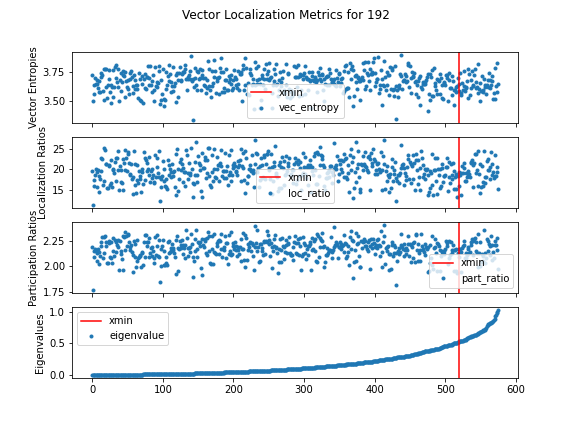 Vector Localization Metrics for 192
Vector Entropies
3.75
3.50
xmin
vec_entropy
Localization Ratios
25
20
15
xmin
loc_ratio
Participation Ratios
2.25
2.00
1.75
xmin
part_ratio
Eigenvalues
1.0
0.5
0.0
xmin
eigenvalue
0 100 200 300 400 500 600